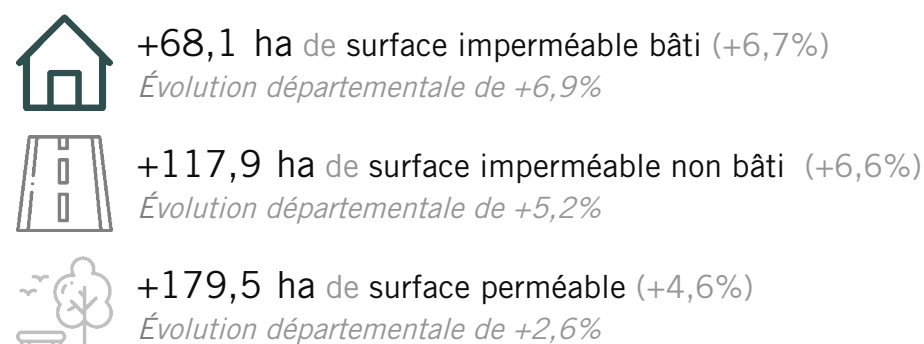 +68,1 ha de surface imperméable bâti (+6,7%)
Évolution départementale de +6,9%
+117,9 ha de surface imperméable non bâti (+6,6%)
Évolution départementale de +5,2%
+179,5 ha de surface perméable (+4,6%)
Évolution départementale de +2,6%